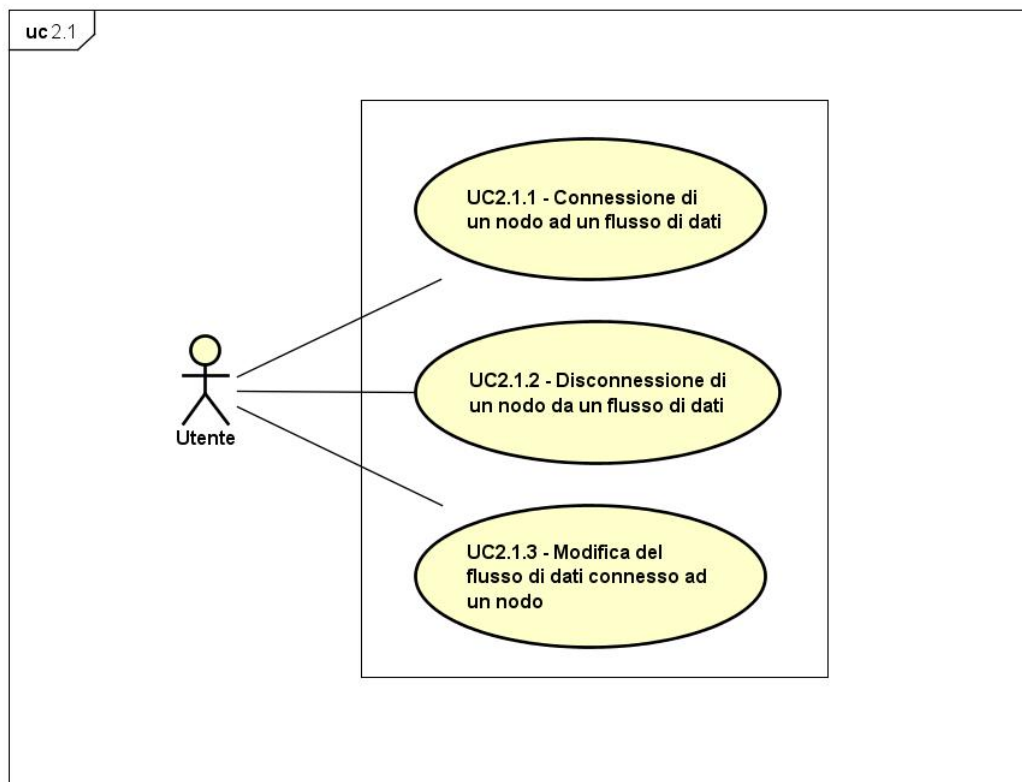 uc 2.1
UC2.1.1 - Connessione di
un nodo ad un flusso di dati
UC2.1.2 - Disconnessione di
un nodo da un flusso di dati
Utente
UC2.1.3 - Modifica del
flusso di dati connesso ad
un nodo